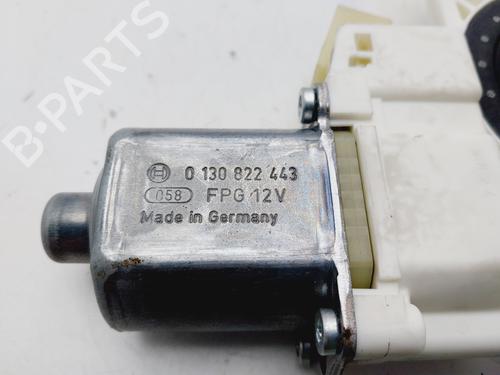 B-PARTS
0 130 822 443
058 FPG 12V
Made in Germany